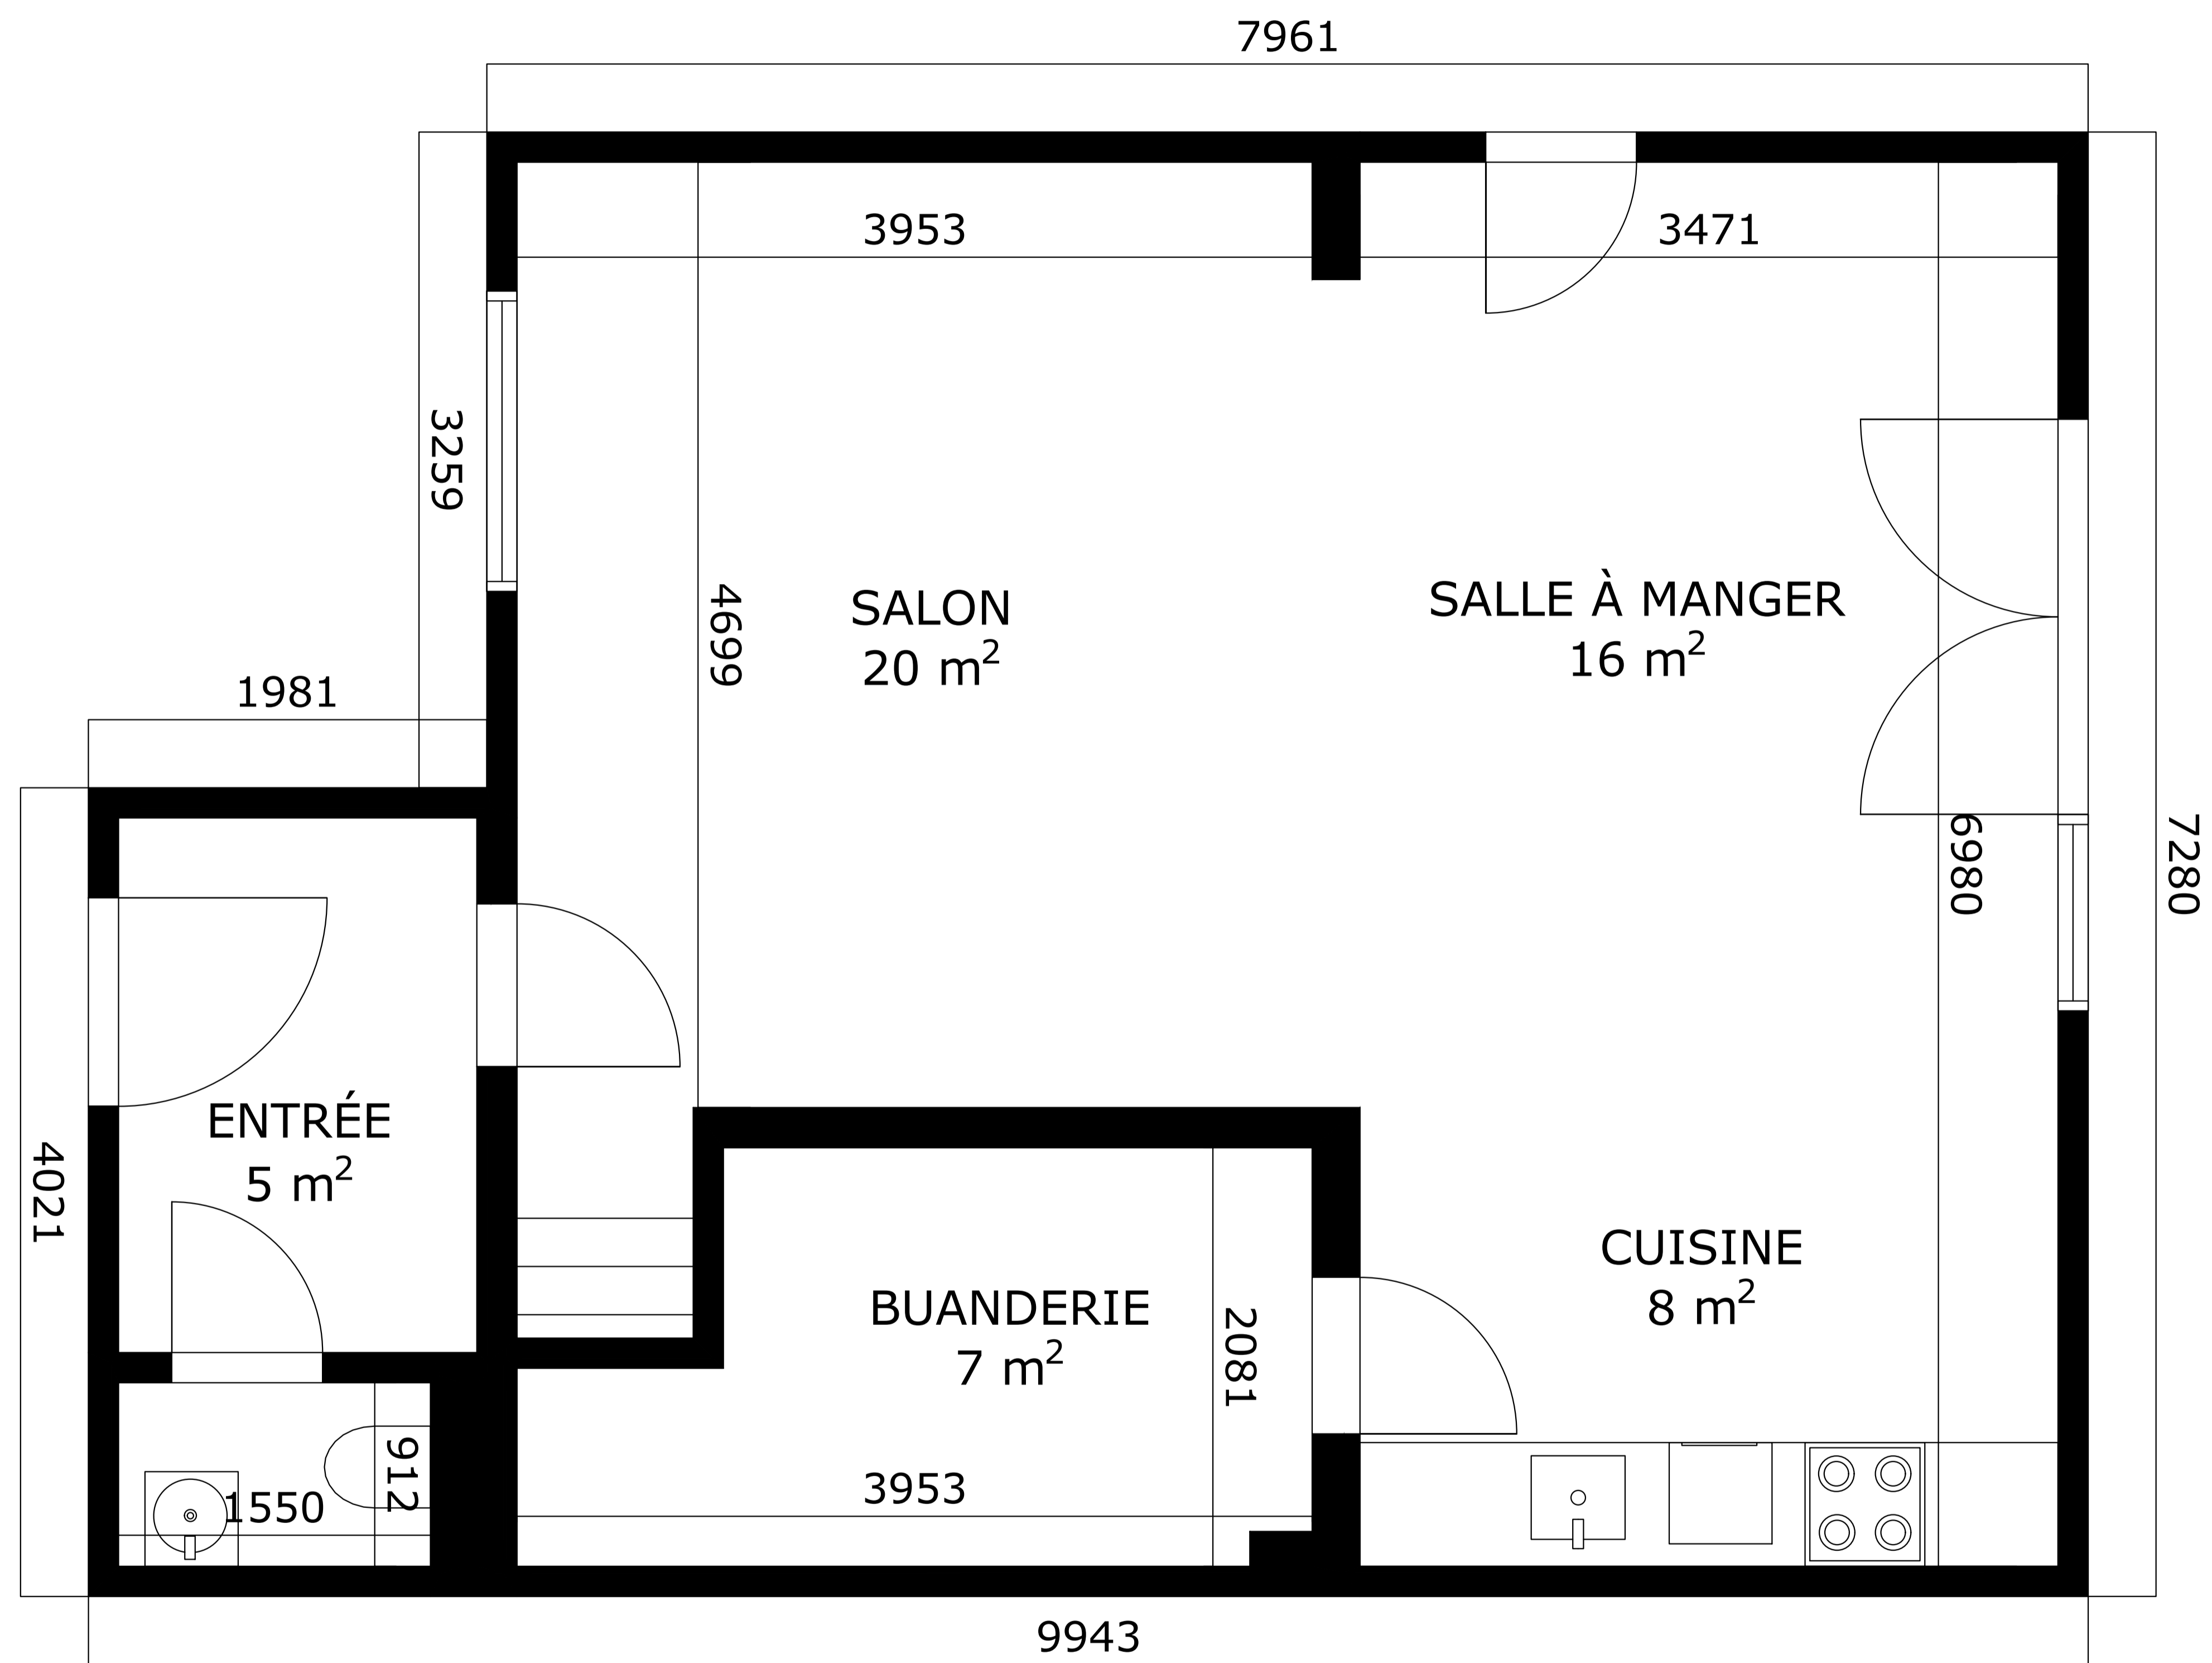 7961
3953
3471
3259
4699
SALON
20 m²
SALLE À MANGER
16 m²
1981
6980
7280
ENTRÉE
5 m²
4021
CUISINE
8 m²
BUANDERIE
7 m²
2081
912
1550
3953
9943